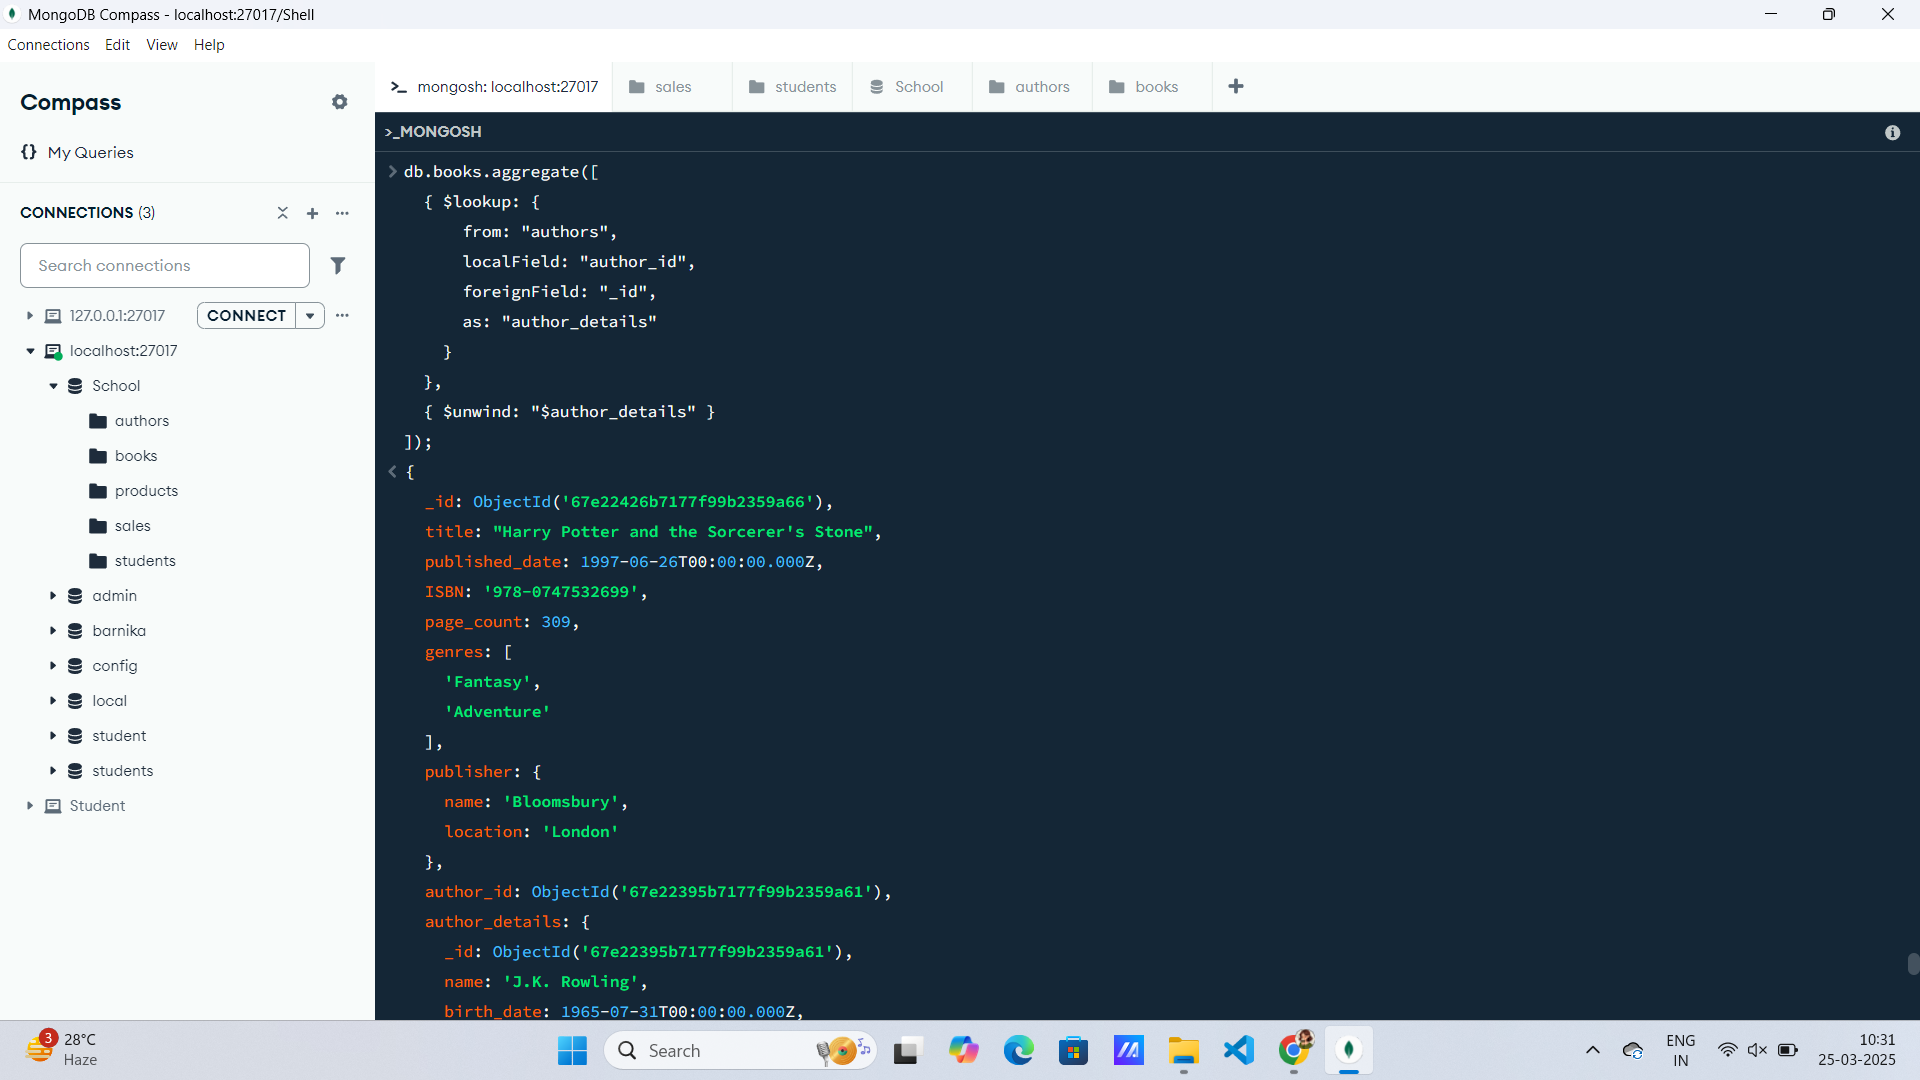 MongoDB Compass - localhost:27017/Shell
Connections Edit View Help
Compass
My Queries
CONNECTIONS (3)
Search connections
127.0.0.1:27017 CONNECT
localhost:27017
School
authors
books
products
sales
students
admin
barnika
config
local
student
students
Student
mongosh: localhost:27017 sales students School authors books
>_MONGOSH
db.books.aggregate([
{ $lookup: {
from: "authors",
localField: "author_id",
foreignField: "_id",
as: "author_details"
}
},
{ $unwind: "$author_details" }
]);
{
_id: ObjectId('67e22426b7177f99b2359a66'),
title: "Harry Potter and the Sorcerer's Stone",
published_date: 1997-06-26T00:00:00.000Z,
ISBN: '978-0747532699',
page_count: 309,
genres: [
'Fantasy',
'Adventure'
],
publisher: {
name: 'Bloomsbury',
location: 'London'
},
author_id: ObjectId('67e22395b7177f99b2359a61'),
author_details: {
_id: ObjectId('67e22395b7177f99b2359a61'),
name: 'J.K. Rowling',
birth_date: 1965-07-31T00:00:00.000Z,
3
28°C
Haze
Search
ENG
IN
10:31
25-03-2025